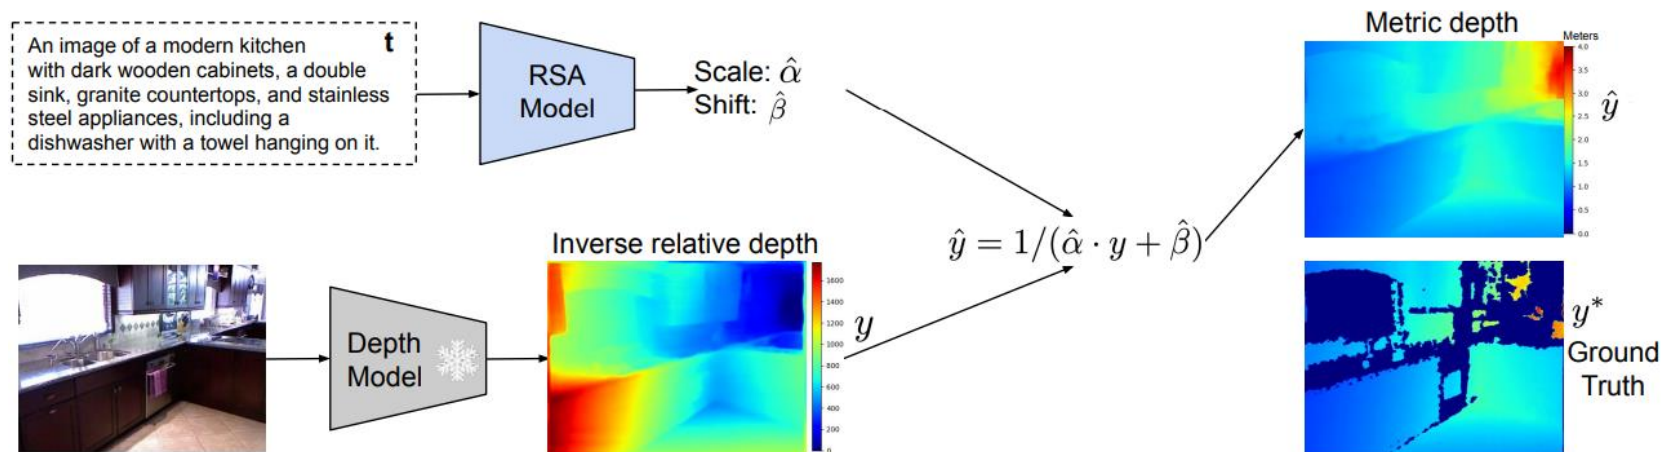 An image of a modern kitchen
with dark wooden cabinets, a double
sink, granite countertops, and stainless
steel appliances, including a
dishwasher with a towel hanging on it.
t
RSA
Model
Scale: α̂
Shift: β̂
Metric depth
Meters
4.0
3.5
3.0
2.5
2.0
1.5
1.0
0.5
0.0
ŷ
Depth
Model
Inverse relative depth
1600
1400
1200
1000
800
600
400
200
0
y
ŷ = 1/(α̂ · y + β̂)
y*
Ground
Truth